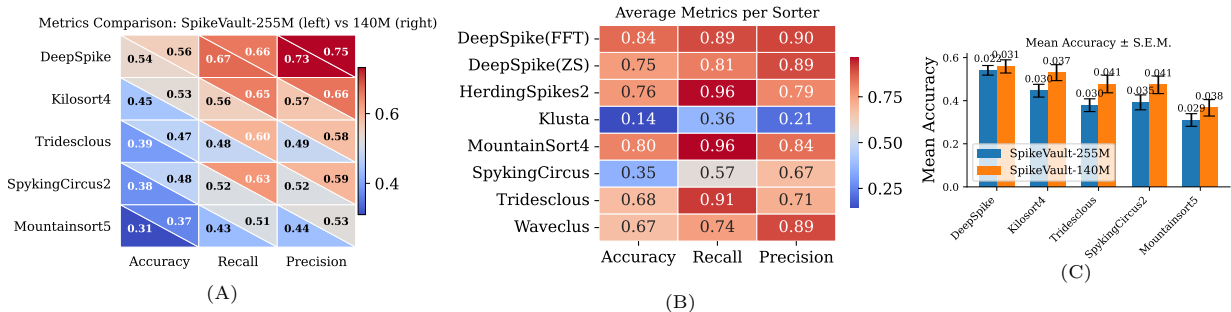 Metrics Comparison: SpikeVault-255M (left) vs 140M (right)
DeepSpike 0.54 0.56 0.67 0.66 0.73 0.75
Kilosort4 0.45 0.53 0.56 0.65 0.57 0.66
Tridesclous 0.39 0.47 0.48 0.60 0.49 0.58
SpykingCircus2 0.38 0.48 0.52 0.63 0.52 0.59
Mountainsort5 0.31 0.37 0.43 0.51 0.44 0.53
Accuracy Recall Precision
0.6
0.4
(A)
Average Metrics per Sorter
DeepSpike(FFT) 0.84 0.89 0.90
DeepSpike(ZS) 0.75 0.81 0.89
HerdingSpikes2 0.76 0.96 0.79
Klusta 0.14 0.36 0.21
MountainSort4 0.80 0.96 0.84
SpykingCircus 0.35 0.57 0.67
Tridesclous 0.68 0.91 0.71
Waveclus 0.67 0.74 0.89
Accuracy Recall Precision
0.75
0.50
0.25
(B)
Mean Accuracy ± S.E.M.
Mean Accuracy
0.6
0.4
0.2
0.0
0.022 0.031
0.030 0.037
0.030 0.041
0.035 0.041
0.029 0.038
SpikeVault-255M
SpikeVault-140M
DeepSpike
Kilosort4
Tridesclous
SpykingCircus2
Mountainsort5
(C)